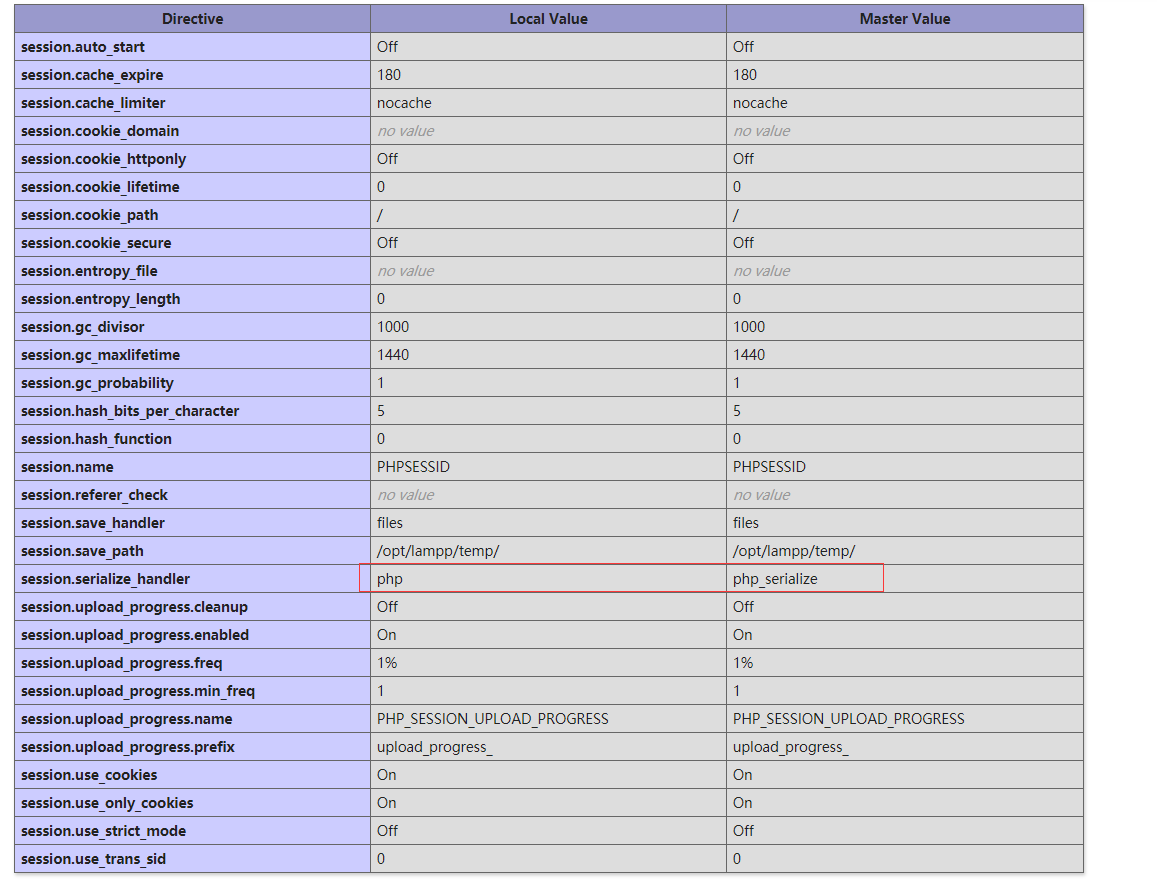 Directive Local Value Master Value
session.auto_start Off Off
session.cache_expire 180 180
session.cache_limiter nocache nocache
session.cookie_domain no value no value
session.cookie_httponly Off Off
session.cookie_lifetime 0 0
session.cookie_path / /
session.cookie_secure Off Off
session.entropy_file no value no value
session.entropy_length 0 0
session.gc_divisor 1000 1000
session.gc_maxlifetime 1440 1440
session.gc_probability 1 1
session.hash_bits_per_character 5 5
session.hash_function 0 0
session.name PHPSESSID PHPSESSID
session.referer_check no value no value
session.save_handler files files
session.save_path /opt/lampp/temp/ /opt/lampp/temp/
session.serialize_handler php php_serialize
session.upload_progress.cleanup Off Off
session.upload_progress.enabled On On
session.upload_progress.freq 1% 1%
session.upload_progress.min_freq 1 1
session.upload_progress.name PHP_SESSION_UPLOAD_PROGRESS PHP_SESSION_UPLOAD_PROGRESS
session.upload_progress.prefix upload_progress_ upload_progress_
session.use_cookies On On
session.use_only_cookies On On
session.use_strict_mode Off Off
session.use_trans_sid 0 0